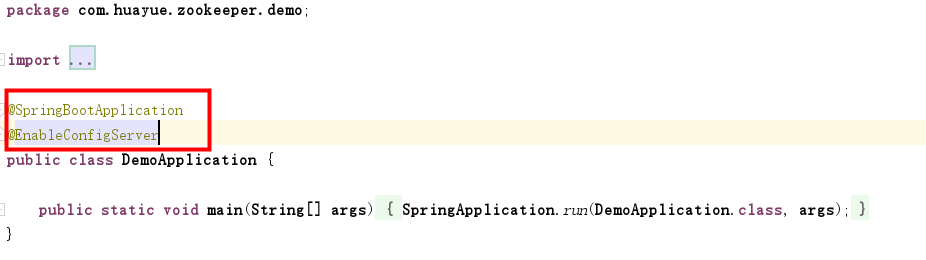 package com.huayue.zookeeper.demo;
import ...
@SpringBootApplication
@EnableConfigServer
public class DemoApplication {
public static void main(String[] args) { SpringApplication.run(DemoApplication.class, args); }
}